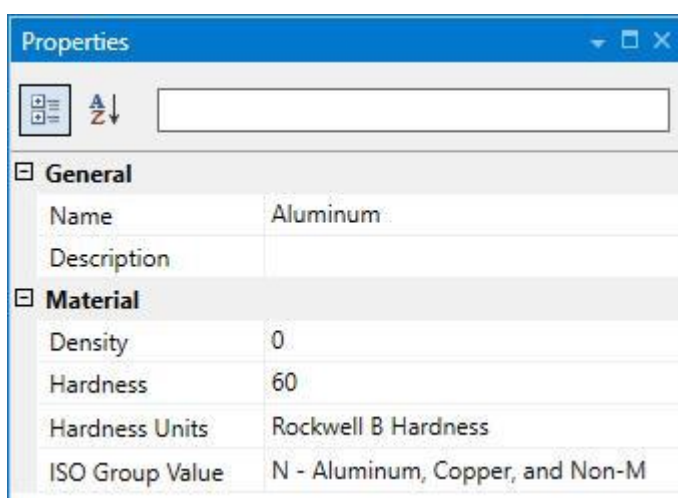 Properties
General
Name Aluminum
Description
Material
Density 0
Hardness 60
Hardness Units Rockwell B Hardness
ISO Group Value N - Aluminum, Copper, and Non-M